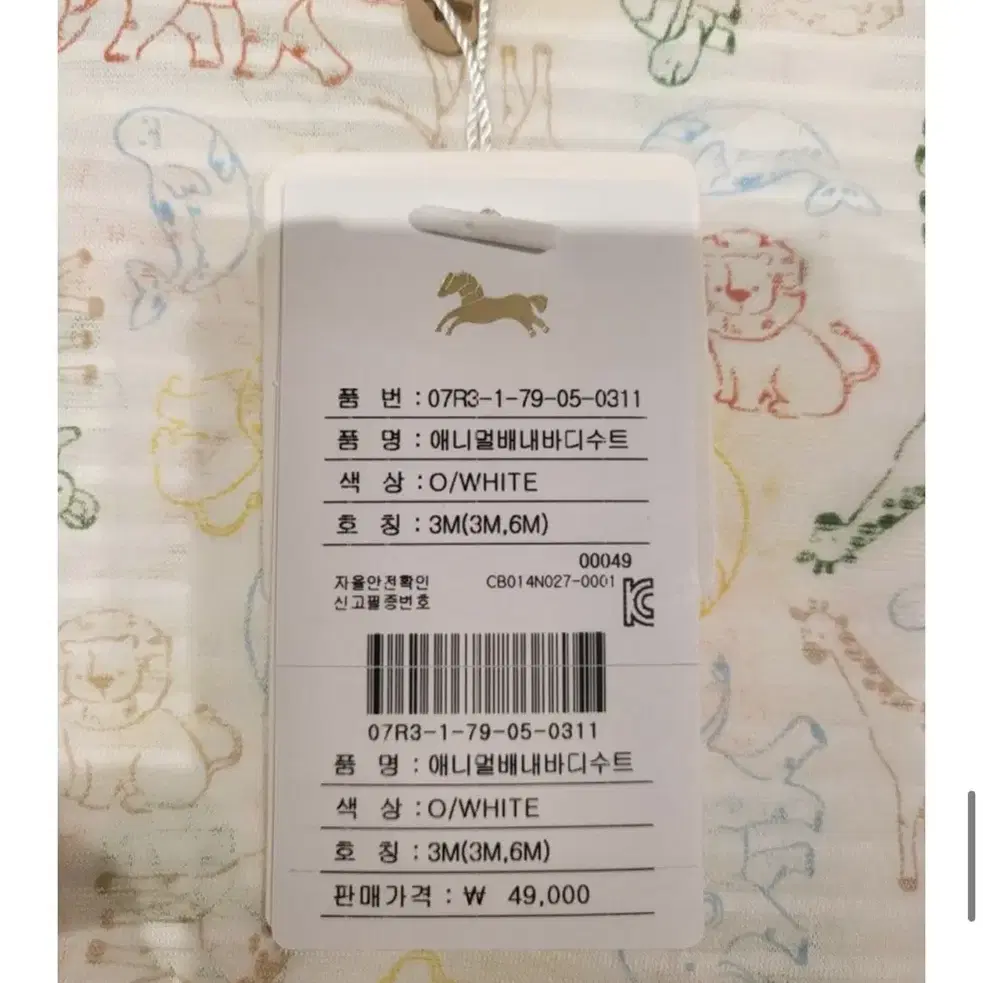 품 번 : 07R3-1-79-05-0311
품 명 : 애니멀배내바디수트
색 상 : O/WHITE
호 칭 : 3M(3M,6M)
00049
자율안전확인 CB014N027-0001
신고필증번호
07R3-1-79-05-0311
품 명 : 애니멀배내바디수트
색 상 : O/WHITE
호 칭 : 3M(3M,6M)
판매가격 : ₩ 49,000